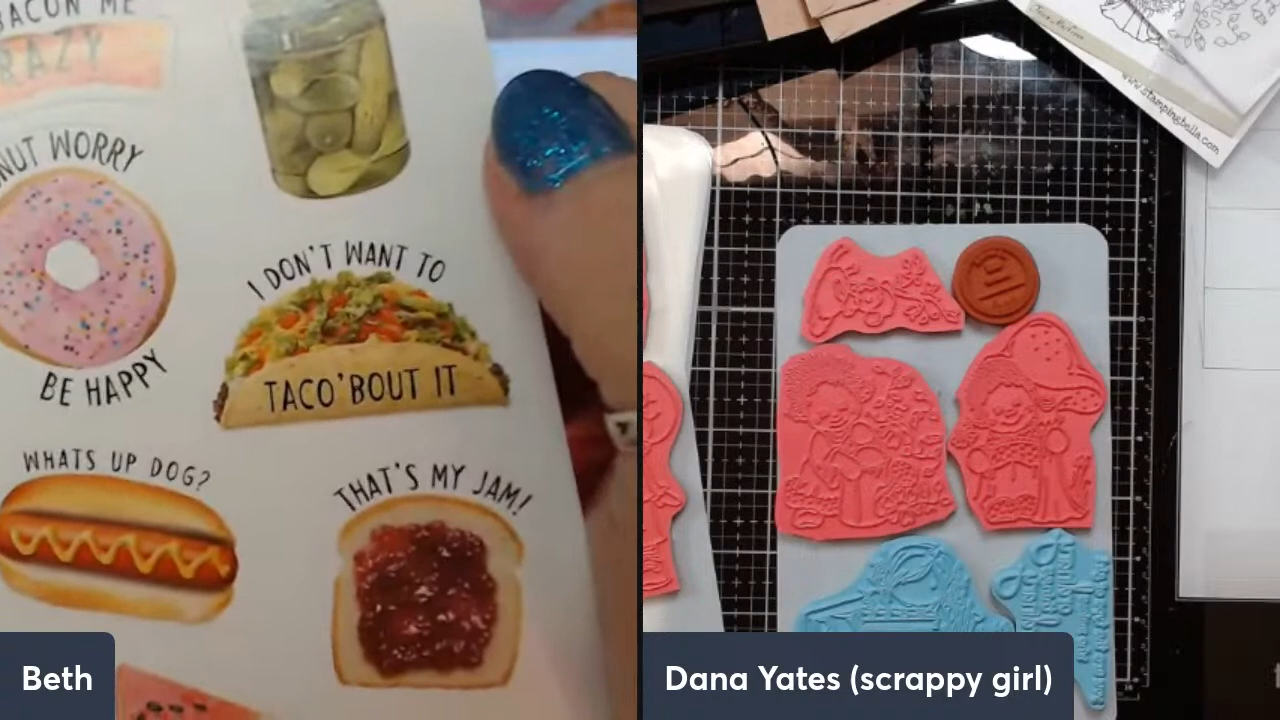 BACON ME
RAZY
NUT WORRY
BE HAPPY
I DON'T WANT TO
TACO'BOUT IT
WHATS UP DOG?
THAT'S MY JAM!
www.stampingbella.com
Beth
Dana Yates (scrappy girl)